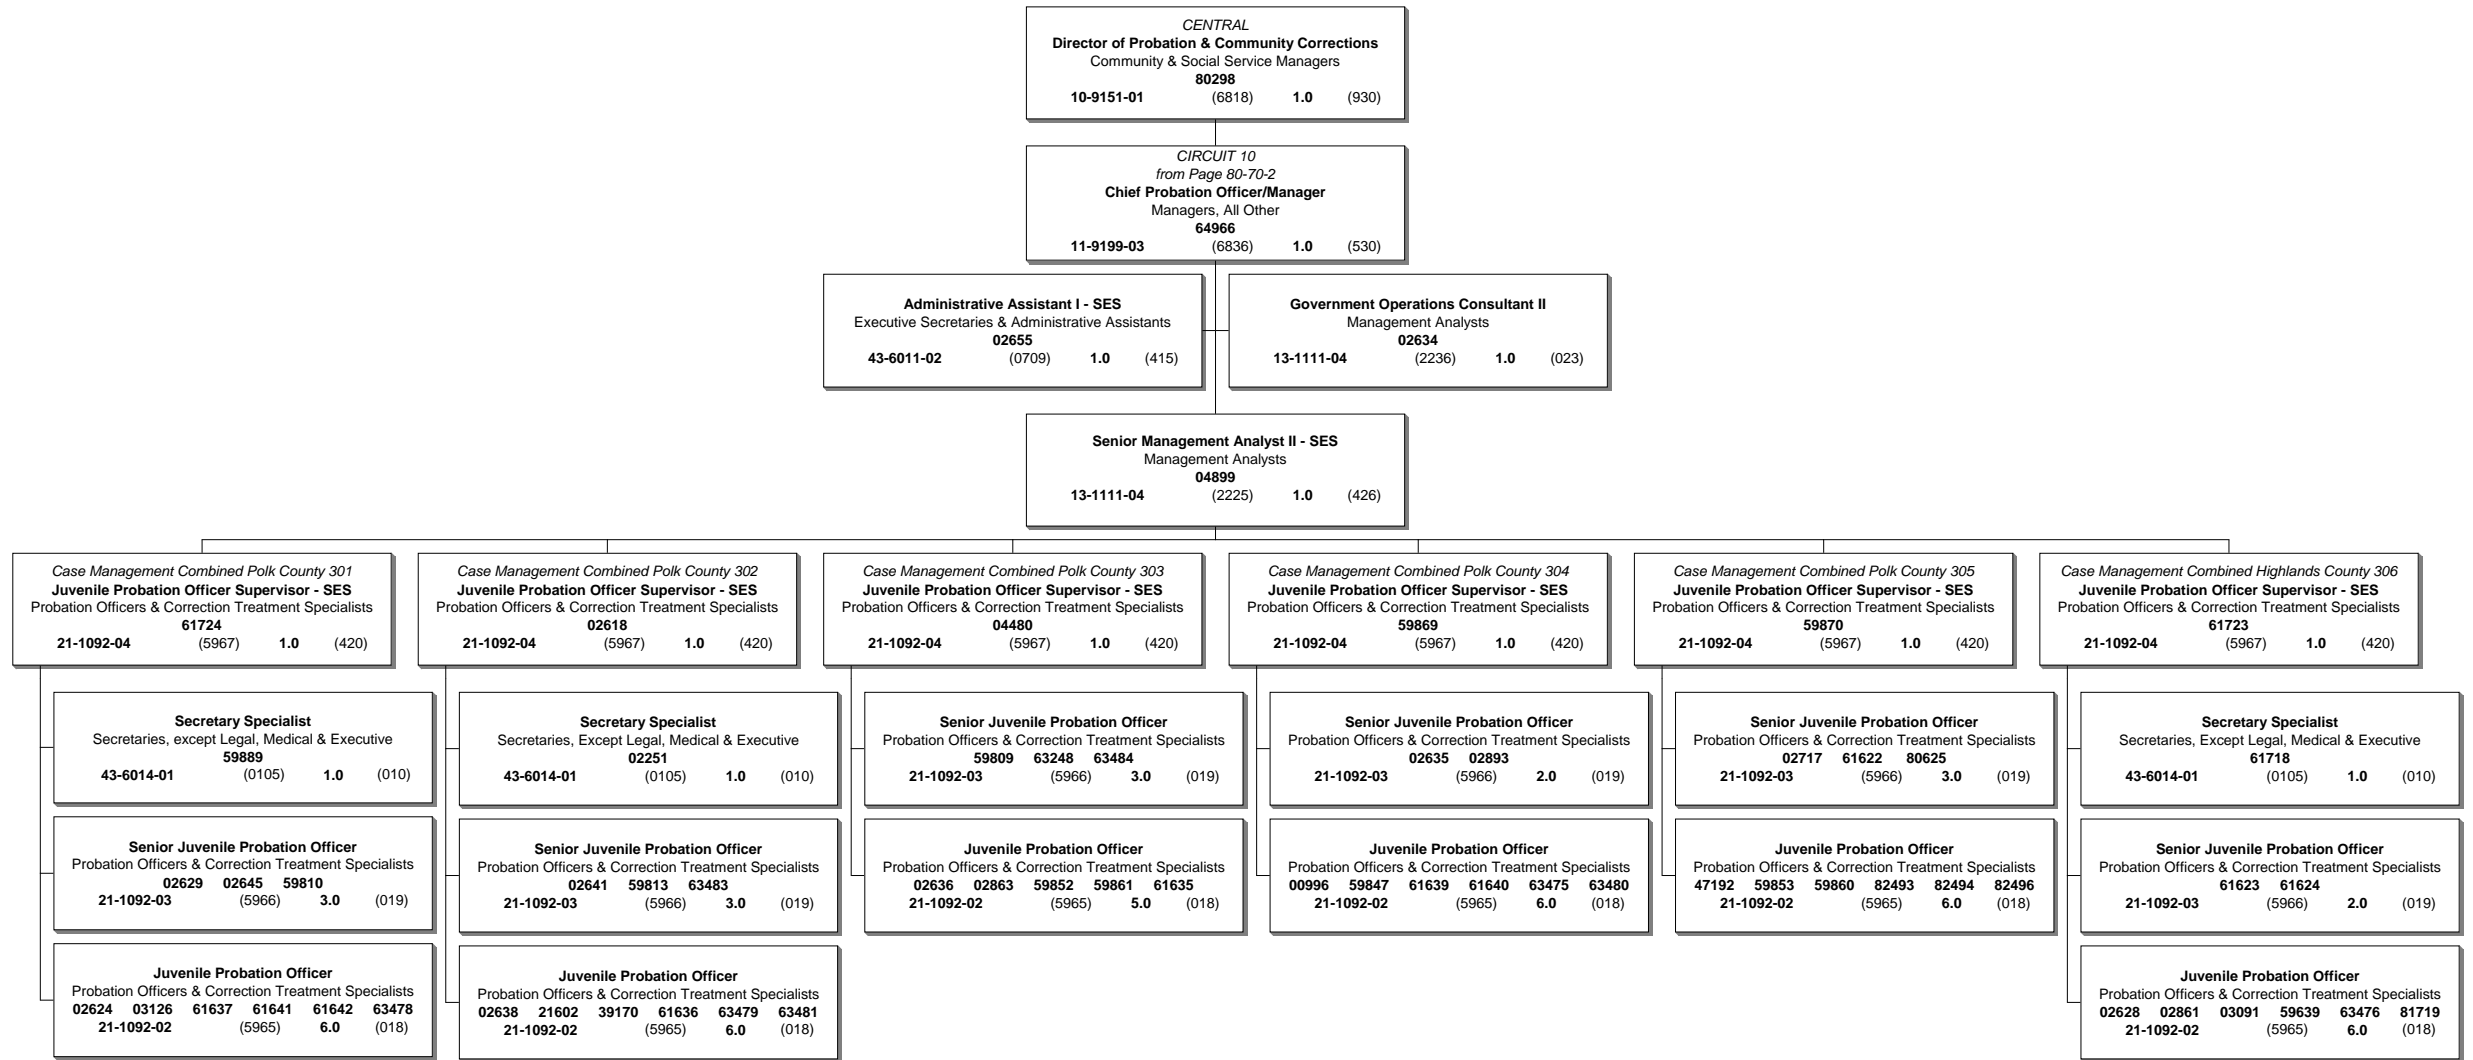 CENTRAL
Director of Probation & Community Corrections
Community & Social Service Managers
80298
10-9151-01 (6818) 1.0 (930)
CIRCUIT 10
from Page 80-70-2
Chief Probation Officer/Manager
Managers, All Other
64966
11-9199-03 (6836) 1.0 (530)
Administrative Assistant I - SES
Executive Secretaries & Administrative Assistants
02655
43-6011-02 (0709) 1.0 (415)
Government Operations Consultant II
Management Analysts
02634
13-1111-04 (2236) 1.0 (023)
Senior Management Analyst II - SES
Management Analysts
04899
13-1111-04 (2225) 1.0 (426)
Case Management Combined Polk County 301
Juvenile Probation Officer Supervisor - SES
Probation Officers & Correction Treatment Specialists
61724
21-1092-04 (5967) 1.0 (420)
Secretary Specialist
Secretaries, except Legal, Medical & Executive
59889
43-6014-01 (0105) 1.0 (010)
Senior Juvenile Probation Officer
Probation Officers & Correction Treatment Specialists
02629 02645 59810
21-1092-03 (5966) 3.0 (019)
Juvenile Probation Officer
Probation Officers & Correction Treatment Specialists
02624 03126 61637 61641 61642 63478
21-1092-02 (5965) 6.0 (018)
Case Management Combined Polk County 302
Juvenile Probation Officer Supervisor - SES
Probation Officers & Correction Treatment Specialists
02618
21-1092-04 (5967) 1.0 (420)
Secretary Specialist
Secretaries, Except Legal, Medical & Executive
02251
43-6014-01 (0105) 1.0 (010)
Senior Juvenile Probation Officer
Probation Officers & Correction Treatment Specialists
02641 59813 63483
21-1092-03 (5966) 3.0 (019)
Juvenile Probation Officer
Probation Officers & Correction Treatment Specialists
02638 21602 39170 61636 63479 63481
21-1092-02 (5965) 6.0 (018)
Case Management Combined Polk County 303
Juvenile Probation Officer Supervisor - SES
Probation Officers & Correction Treatment Specialists
04480
21-1092-04 (5967) 1.0 (420)
Senior Juvenile Probation Officer
Probation Officers & Correction Treatment Specialists
59809 63248 63484
21-1092-03 (5966) 3.0 (019)
Juvenile Probation Officer
Probation Officers & Correction Treatment Specialists
02636 02863 59852 59861 61635
21-1092-02 (5965) 5.0 (018)
Case Management Combined Polk County 304
Juvenile Probation Officer Supervisor - SES
Probation Officers & Correction Treatment Specialists
59869
21-1092-04 (5967) 1.0 (420)
Senior Juvenile Probation Officer
Probation Officers & Correction Treatment Specialists
02635 02893
21-1092-03 (5966) 2.0 (019)
Juvenile Probation Officer
Probation Officers & Correction Treatment Specialists
00996 59847 61639 61640 63475 63480
21-1092-02 (5965) 6.0 (018)
Case Management Combined Polk County 305
Juvenile Probation Officer Supervisor - SES
Probation Officers & Correction Treatment Specialists
59870
21-1092-04 (5967) 1.0 (420)
Senior Juvenile Probation Officer
Probation Officers & Correction Treatment Specialists
02717 61622 80625
21-1092-03 (5966) 3.0 (019)
Juvenile Probation Officer
Probation Officers & Correction Treatment Specialists
47192 59853 59860 82493 82494 82496
21-1092-02 (5965) 6.0 (018)
Case Management Combined Highlands County 306
Juvenile Probation Officer Supervisor - SES
Probation Officers & Correction Treatment Specialists
61723
21-1092-04 (5967) 1.0 (420)
Secretary Specialist
Secretaries, Except Legal, Medical & Executive
61718
43-6014-01 (0105) 1.0 (010)
Senior Juvenile Probation Officer
Probation Officers & Correction Treatment Specialists
61623 61624
21-1092-03 (5966) 2.0 (019)
Juvenile Probation Officer
Probation Officers & Correction Treatment Specialists
02628 02861 03091 59639 63476 81719
21-1092-02 (5965) 6.0 (018)